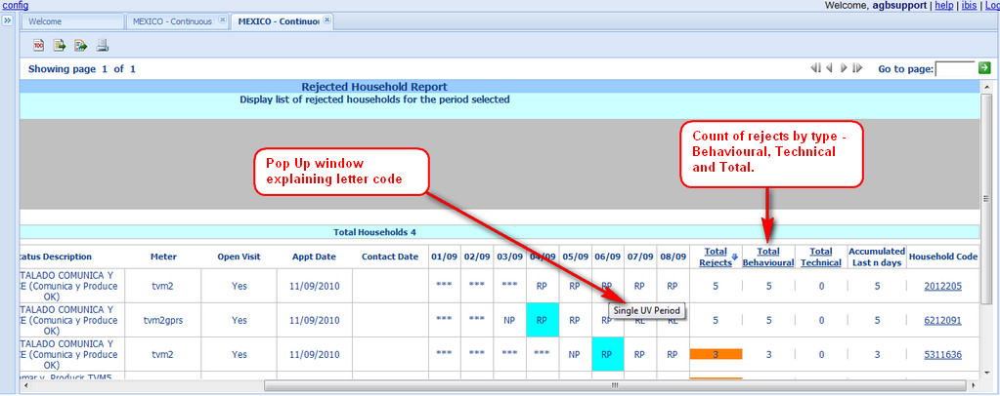 config
Welcome, agbsupport | help | ibis | Log
Welcome
MEXICO - Continuous
MEXICO - Continuou
Showing page 1 of 1
Go to page:
Rejected Household Report
Display list of rejected households for the period selected
Pop Up window
explaining letter code
Count of rejects by type -
Behavioural, Technical
and Total.
Total Households 4
tatus Description Meter Open Visit Appt Date Contact Date 01/09 02/09 03/09 04/09 05/09 06/09 07/09 08/09 Total Rejects Total Behavioural Total Technical Accumulated Last n days Household Code
TALADO COMUNICA Y
CE (Comunica y Produce
OK)
tvm2 Yes 11/09/2010 *** *** *** RP RP RP RP RP 5 5 0 5 2012205
TALADO COMUNICA Y
CE (Comunica y Produce
OK)
tvm2gprs Yes 11/09/2010 *** *** NP RP RP RP RL RL 5 5 0 5 6212091
Single UV Period
TALADO COMUNICA Y
CE (Comunica y Produce
OK)
tvm2 Yes 11/09/2010 *** *** *** *** NP RP RP RP 3 3 0 3 5311636
mar y Producir TVM5